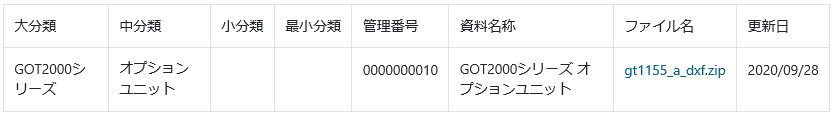 大分類 中分類 小分類 最小分類 管理番号 資料名称 ファイル名 更新日
GOT2000シリーズ オプションユニット 0000000010 GOT2000シリーズ オプションユニット gt1155_a_dxf.zip 2020/09/28